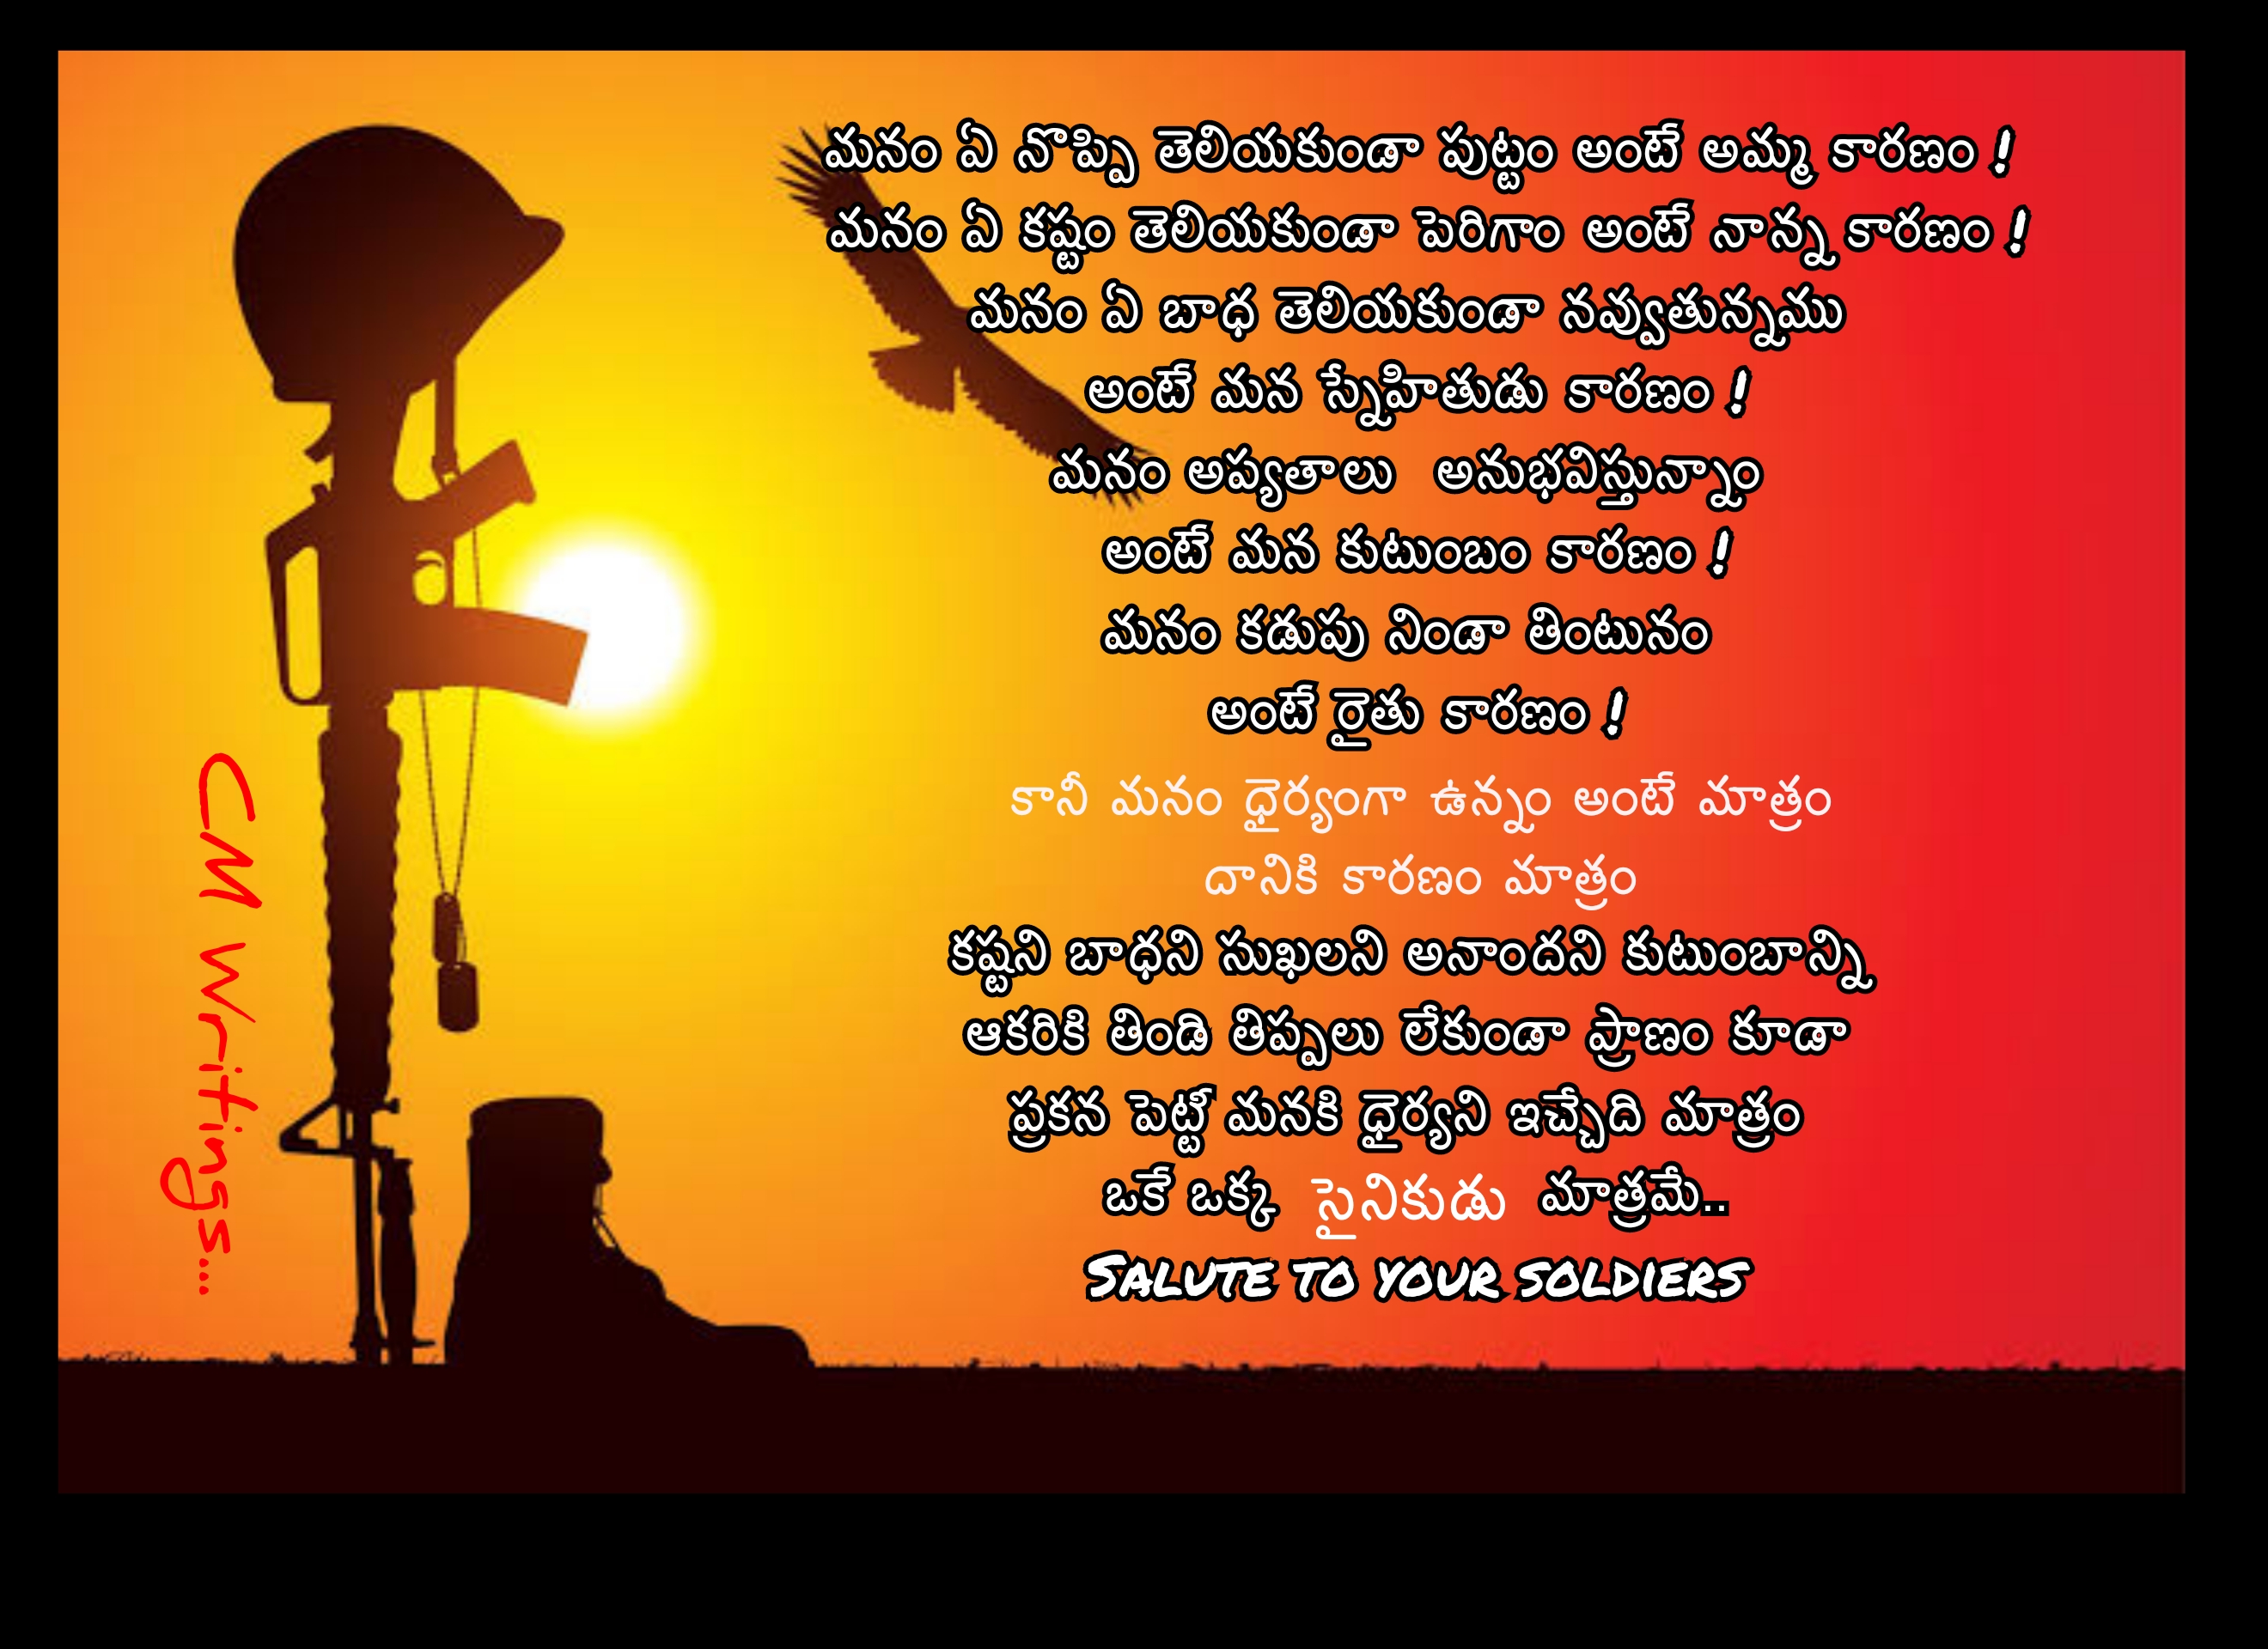 మనం ఏ నొప్పి తెలియకుండా పుట్టం అంటే అమ్మ కారణం !
మనం ఏ కష్టం తెలియకుండా పెరిగాం అంటే నాన్న కారణం !
మనం ఏ బాధ తెలియకుండా నవ్వుతున్నము
అంటే మన స్నేహితుడు కారణం !
మనం అప్యతాలు అనుభవిస్తున్నాం
అంటే మన కుటుంబం కారణం !
మనం కడుపు నిండా తింటునం
అంటే రైతు కారణం !
కానీ మనం ధైర్యంగా ఉన్నం అంటే మాత్రం
దానికి కారణం మాత్రం
కష్టని బాధని సుఖలని అనాందని కుటుంబాన్ని
ఆకరికి తిండి తిప్పలు లేకుండా ప్రాణం కూడా
ప్రకన పెట్టి మనకి ధైర్యని ఇచ్చేది మాత్రం
ఒకే ఒక్క సైనికుడు మాత్రమే..
SALUTE TO YOUR SOLDIERS
CM Writings...